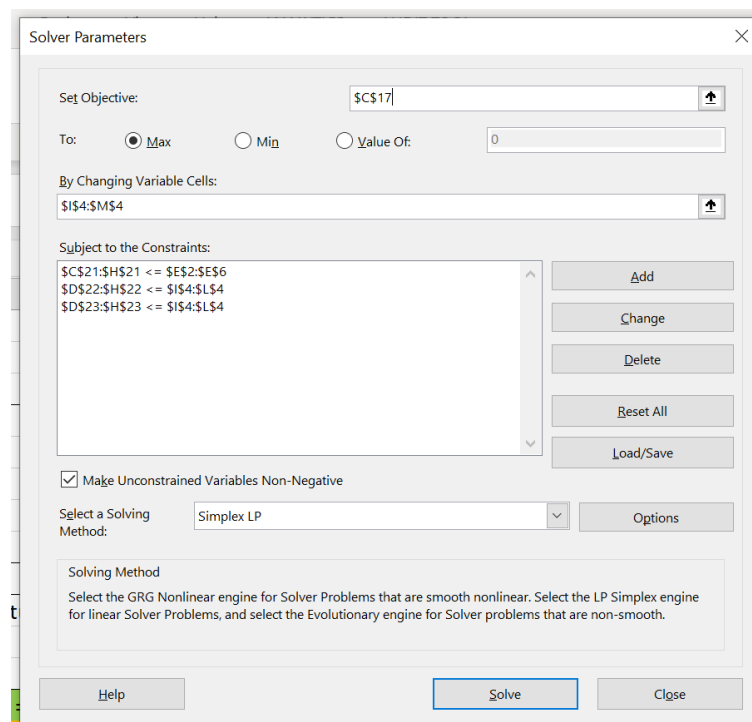 Solver Parameters
Set Objective:
$C$17
To:
Max
Min
Value Of:
0
By Changing Variable Cells:
$I$4:$M$4
Subject to the Constraints:
$C$21:$H$21 <= $E$2:$E$6
$D$22:$H$22 <= $I$4:$L$4
$D$23:$H$23 <= $I$4:$L$4
Add
Change
Delete
Reset All
Load/Save
Make Unconstrained Variables Non-Negative
Select a Solving
Method:
Simplex LP
Options
Solving Method
Select the GRG Nonlinear engine for Solver Problems that are smooth nonlinear. Select the LP Simplex engine
for linear Solver Problems, and select the Evolutionary engine for Solver problems that are non-smooth.
Help
Solve
Close